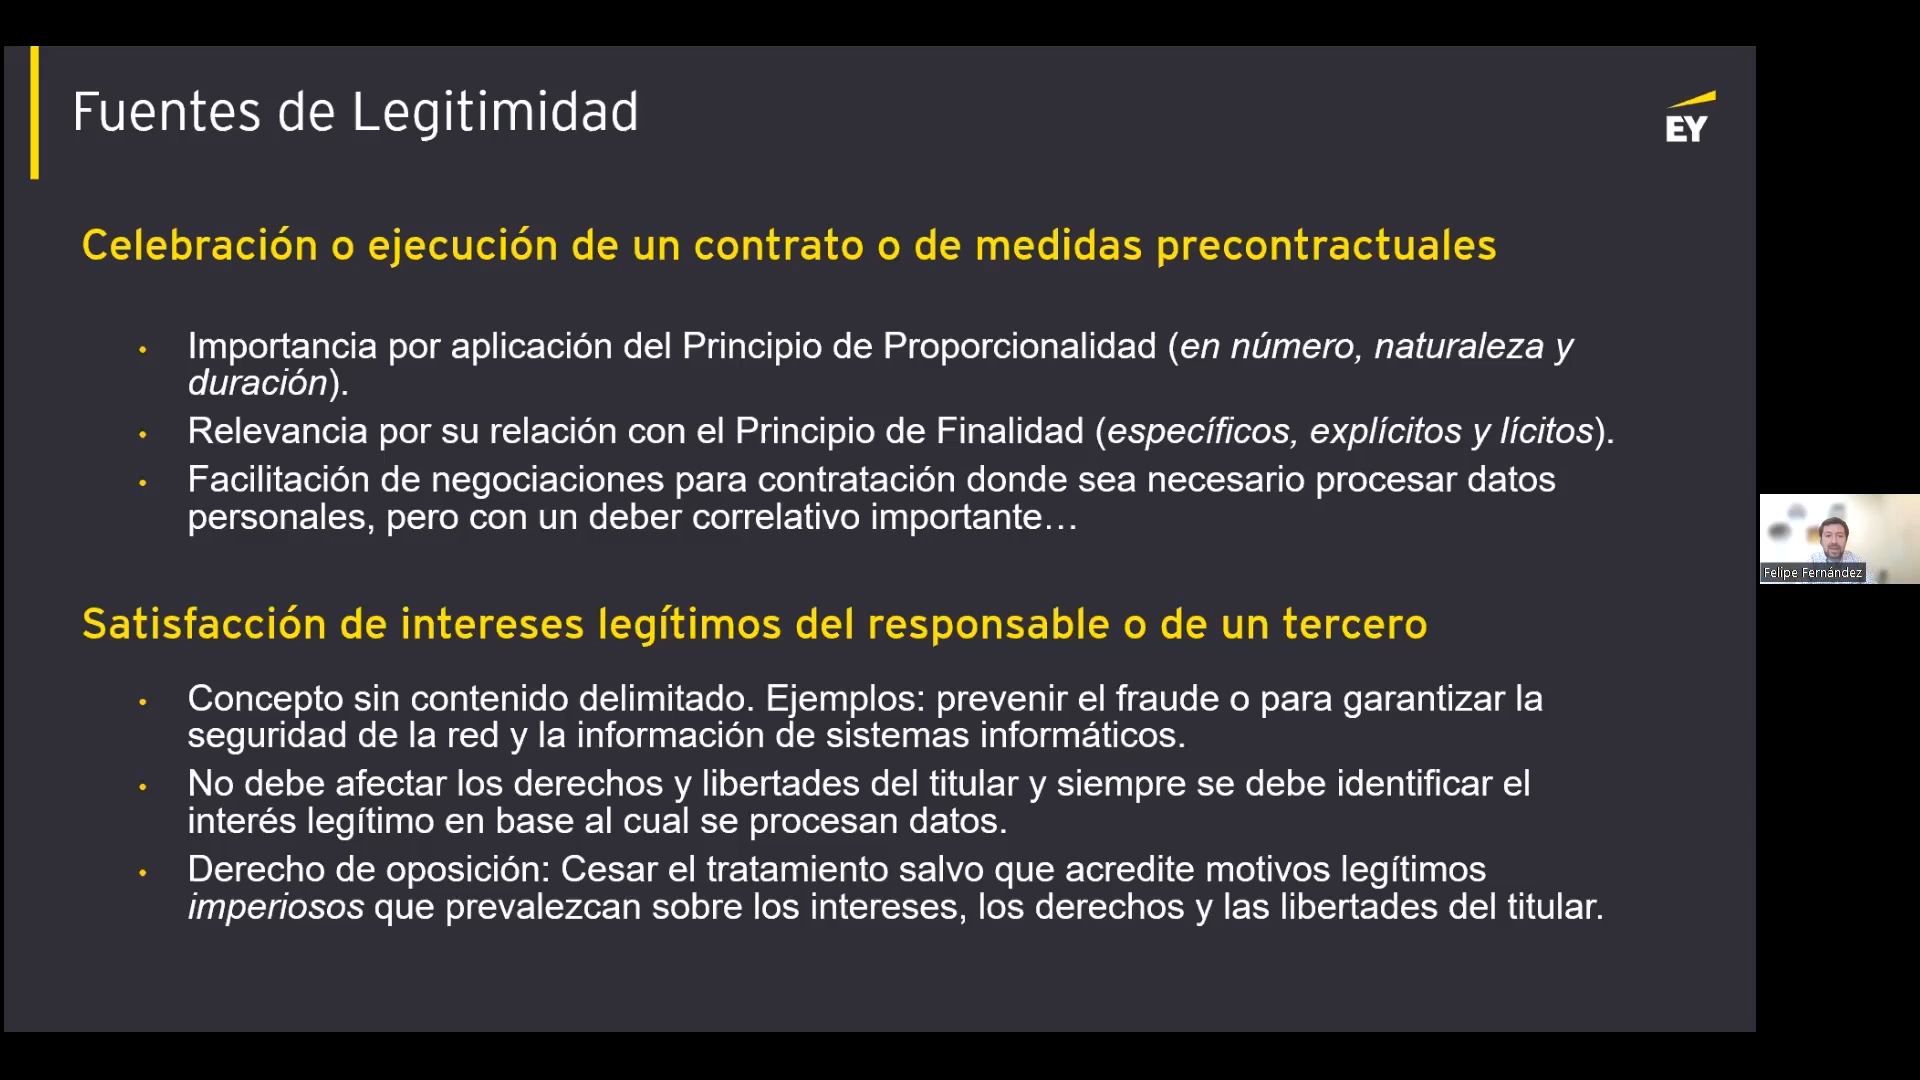 Fuentes de Legitimidad
EY
Celebración o ejecución de un contrato o de medidas precontractuales
• Importancia por aplicación del Principio de Proporcionalidad (en número, naturaleza y
duración).
• Relevancia por su relación con el Principio de Finalidad (específicos, explícitos y lícitos).
• Facilitación de negociaciones para contratación donde sea necesario procesar datos
personales, pero con un deber correlativo importante…
Satisfacción de intereses legítimos del responsable o de un tercero
• Concepto sin contenido delimitado. Ejemplos: prevenir el fraude o para garantizar la
seguridad de la red y la información de sistemas informáticos.
• No debe afectar los derechos y libertades del titular y siempre se debe identificar el
interés legítimo en base al cual se procesan datos.
• Derecho de oposición: Cesar el tratamiento salvo que acredite motivos legítimos
imperiosos que prevalezcan sobre los intereses, los derechos y las libertades del titular.
Felipe Fernández